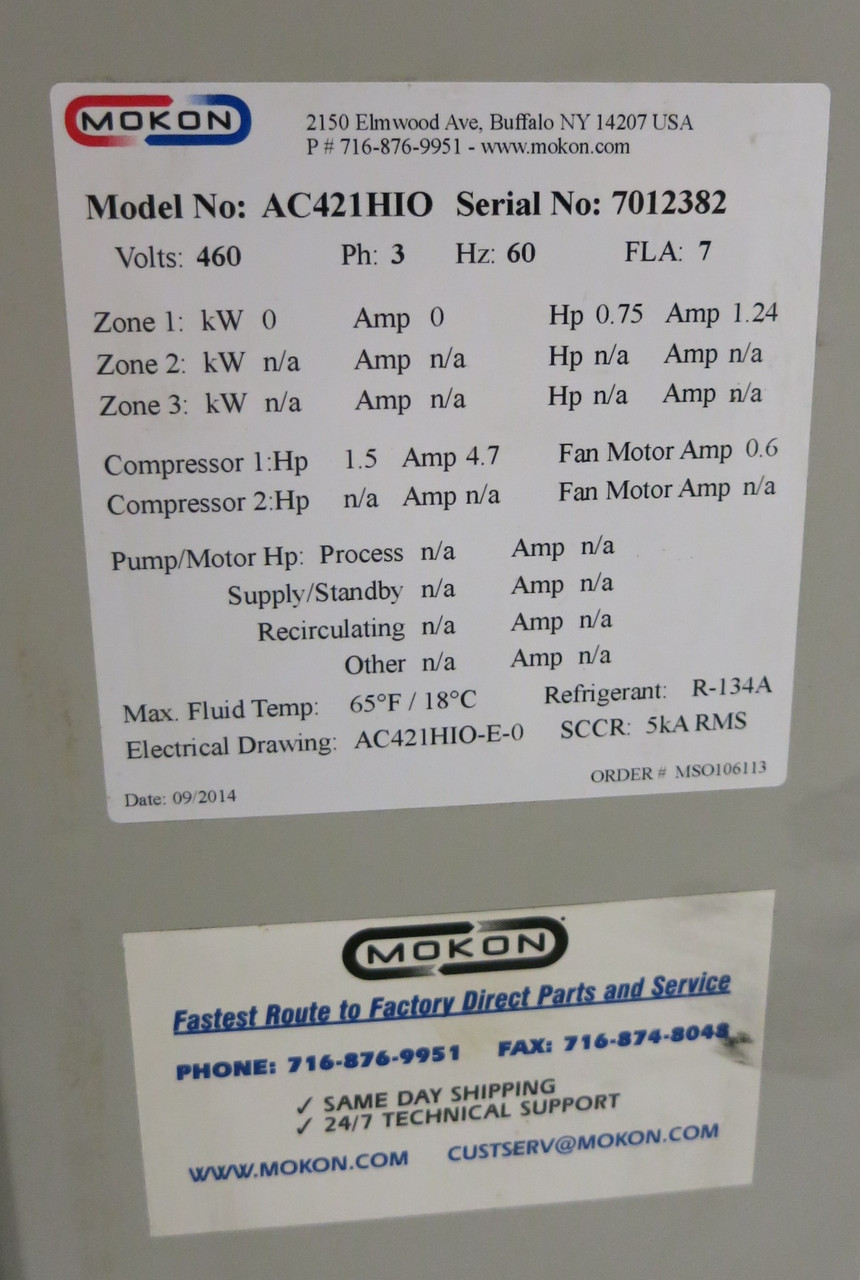 MOKON
2150 Elmwood Ave, Buffalo NY 14207 USA
P # 716-876-9951 - www.mokon.com
Model No: AC421HIO Serial No: 7012382
Volts: 460 Ph: 3 Hz: 60 FLA: 7
Zone 1: kW 0 Amp 0 Hp 0.75 Amp 1.24
Zone 2: kW n/a Amp n/a Hp n/a Amp n/a
Zone 3: kW n/a Amp n/a Hp n/a Amp n/a
Compressor 1:Hp 1.5 Amp 4.7 Fan Motor Amp 0.6
Compressor 2:Hp n/a Amp n/a Fan Motor Amp n/a
Pump/Motor Hp: Process n/a Amp n/a
Supply/Standby n/a Amp n/a
Recirculating n/a Amp n/a
Other n/a Amp n/a
Max. Fluid Temp: 65°F / 18°C Refrigerant: R-134A
Electrical Drawing: AC421HIO-E-0 SCCR: 5kA RMS
Date: 09/2014 ORDER # MSO106113
MOKON
Fastest Route to Factory Direct Parts and Service
PHONE: 716-876-9951 FAX: 716-874-8048
✓ SAME DAY SHIPPING
✓ 24/7 TECHNICAL SUPPORT
WWW.MOKON.COM CUSTSERV@MOKON.COM